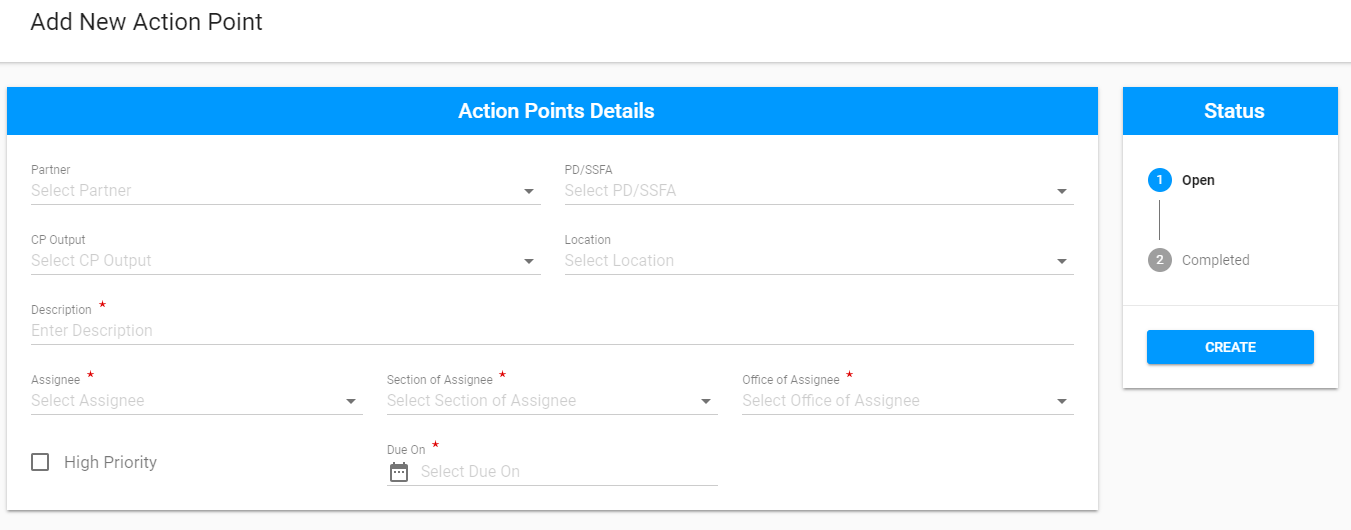 Add New Action Point
Action Points Details
Partner
Select Partner
PD/SSFA
Select PD/SSFA
CP Output
Select CP Output
Location
Select Location
Description *
Enter Description
Assignee *
Select Assignee
Section of Assignee *
Select Section of Assignee
Office of Assignee *
Select Office of Assignee
High Priority
Due On *
Select Due On
Status
1 Open
2 Completed
CREATE